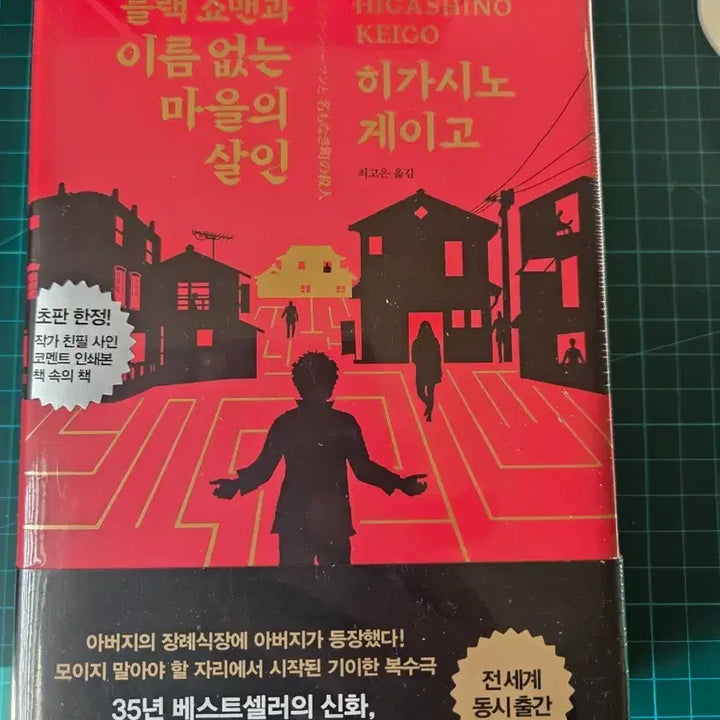 블랙 쇼맨과
이름 없는
마을의
살인
HIGASHINO
KEIGO
히가시노
게이고
최고은 옮김
초판 한정!
작가 친필 사인
코멘트 인쇄본
책 속의 책
아버지의 장례식장에 아버지가 등장했다!
모이지 말아야 할 자리에서 시작된 기이한 복수극
35년 베스트셀러의 신화,
전 세계
동시 출간